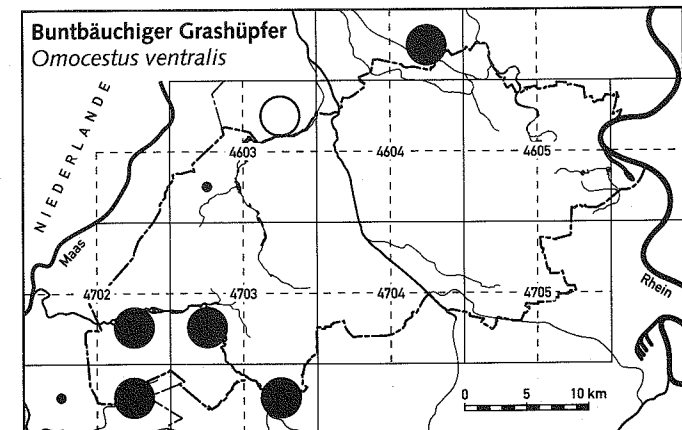 Buntbäuchiger Grashüpfer
Omocestus ventralis
NIEDERLANDE
4603
4604
4605
Maas
4702
4703
4704
4705
Rhein
0 5 10 km